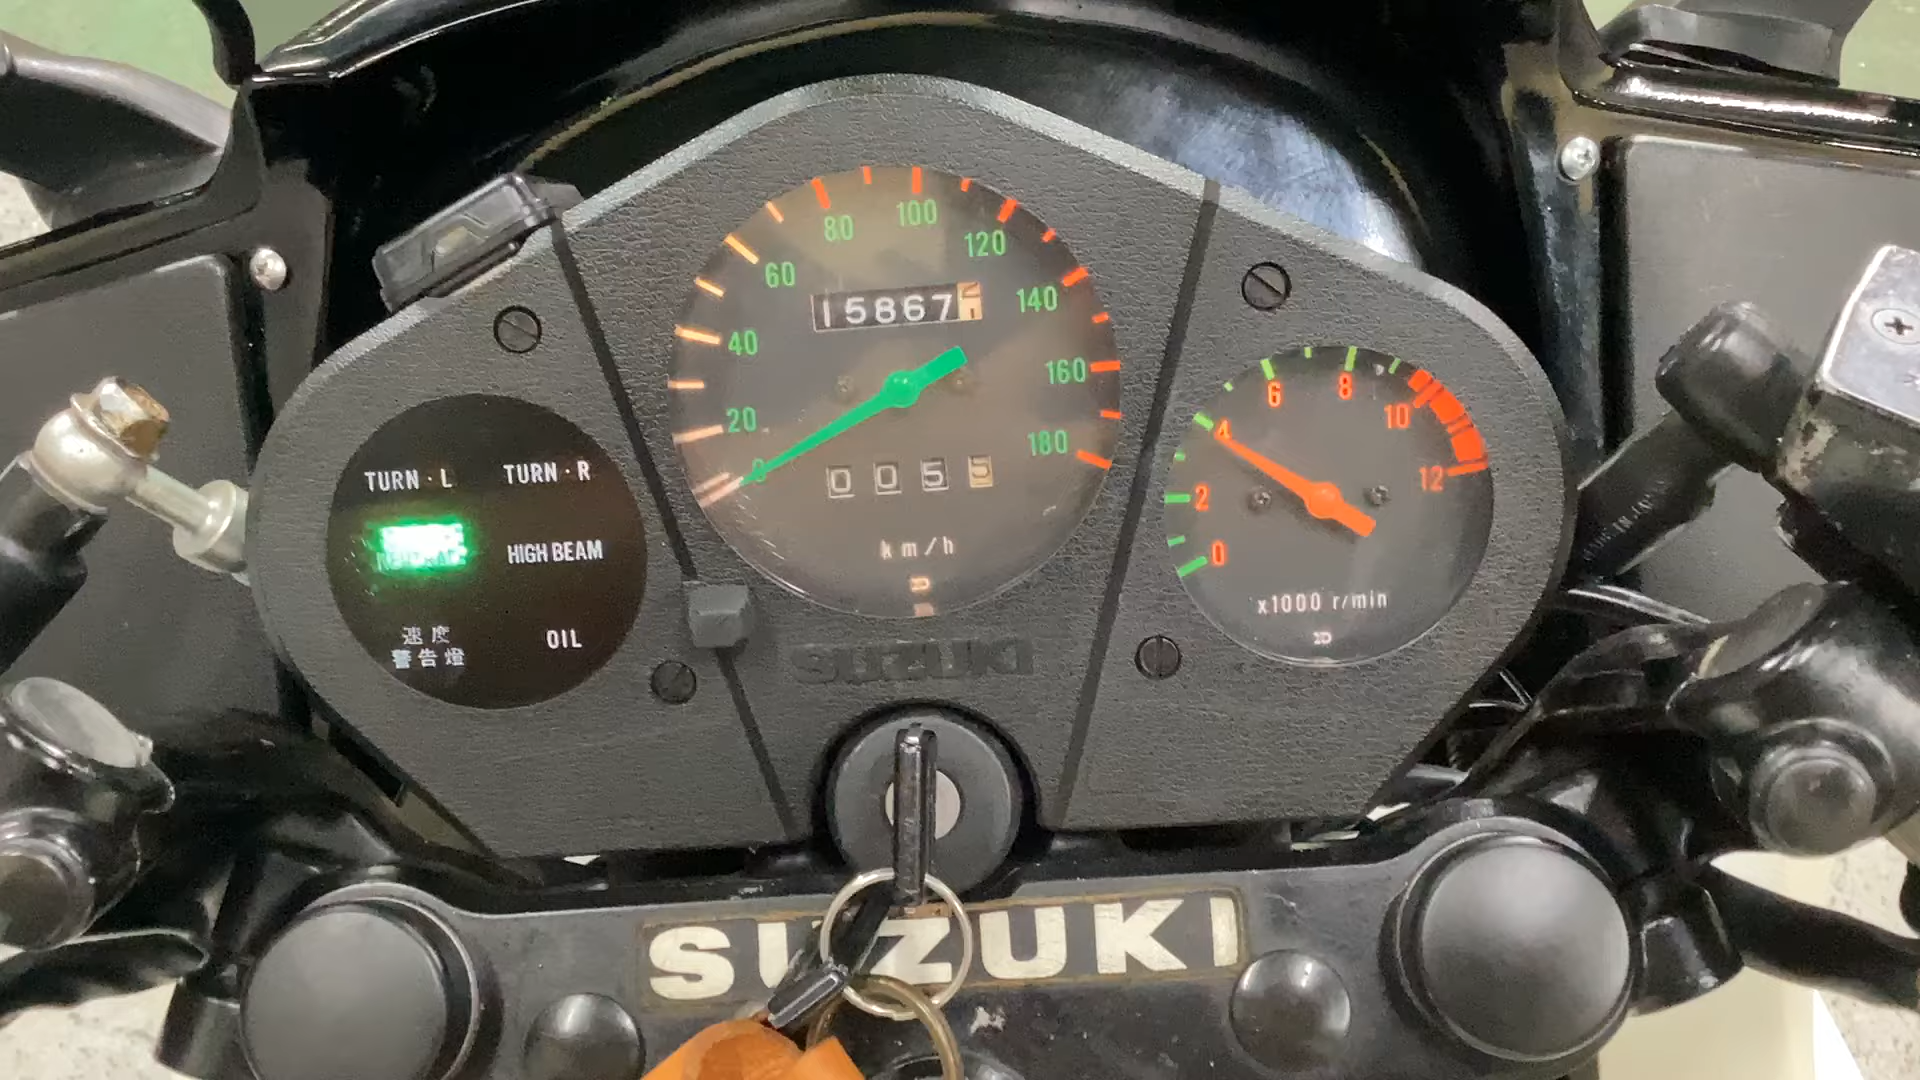 TURN·L TURN·R
HIGH BEAM
速度
警告燈
OIL
0 20 40 60 80 100 120 140 160 180
15867
0055
km/h
0 2 4 6 8 10 12
x1000 r/min
SUZUKI
SUZUKI